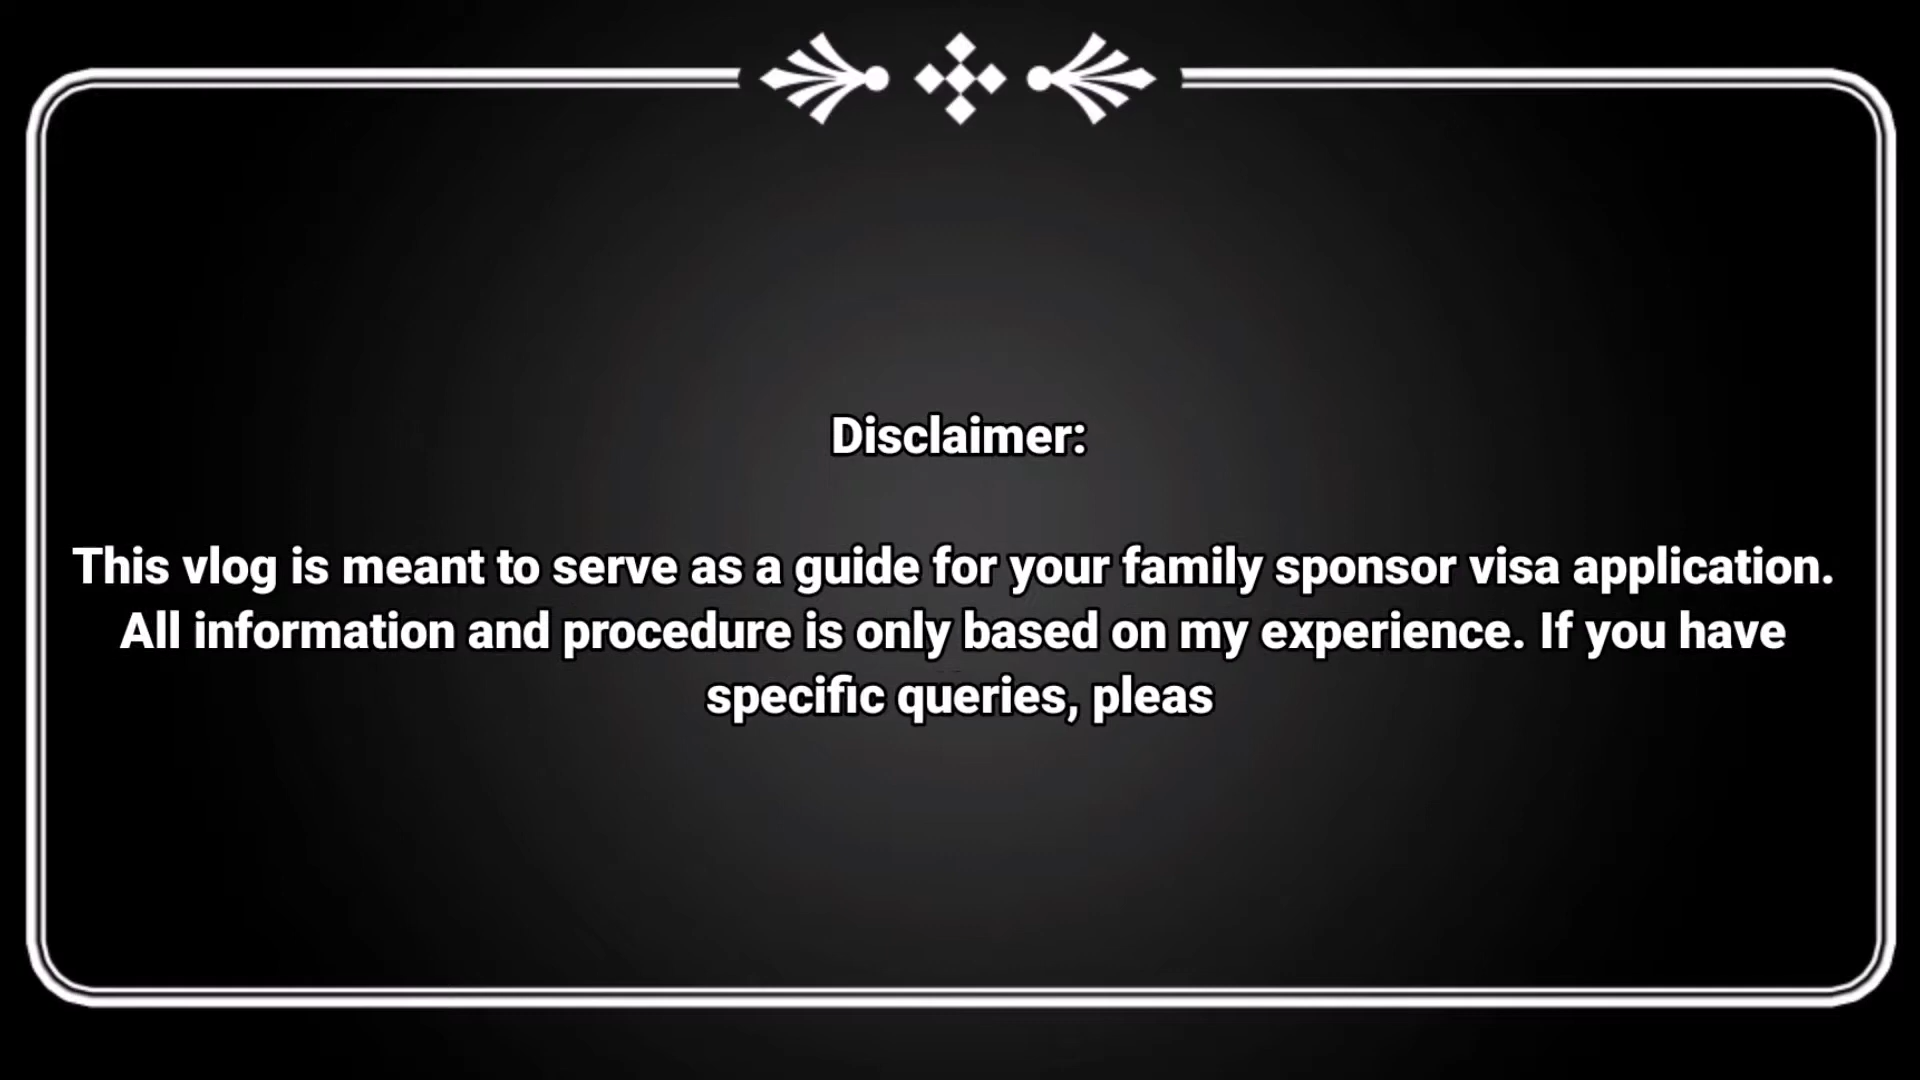 Disclaimer:
This vlog is meant to serve as a guide for your family sponsor visa application.
All information and procedure is only based on my experience. If you have
specific queries, pleas